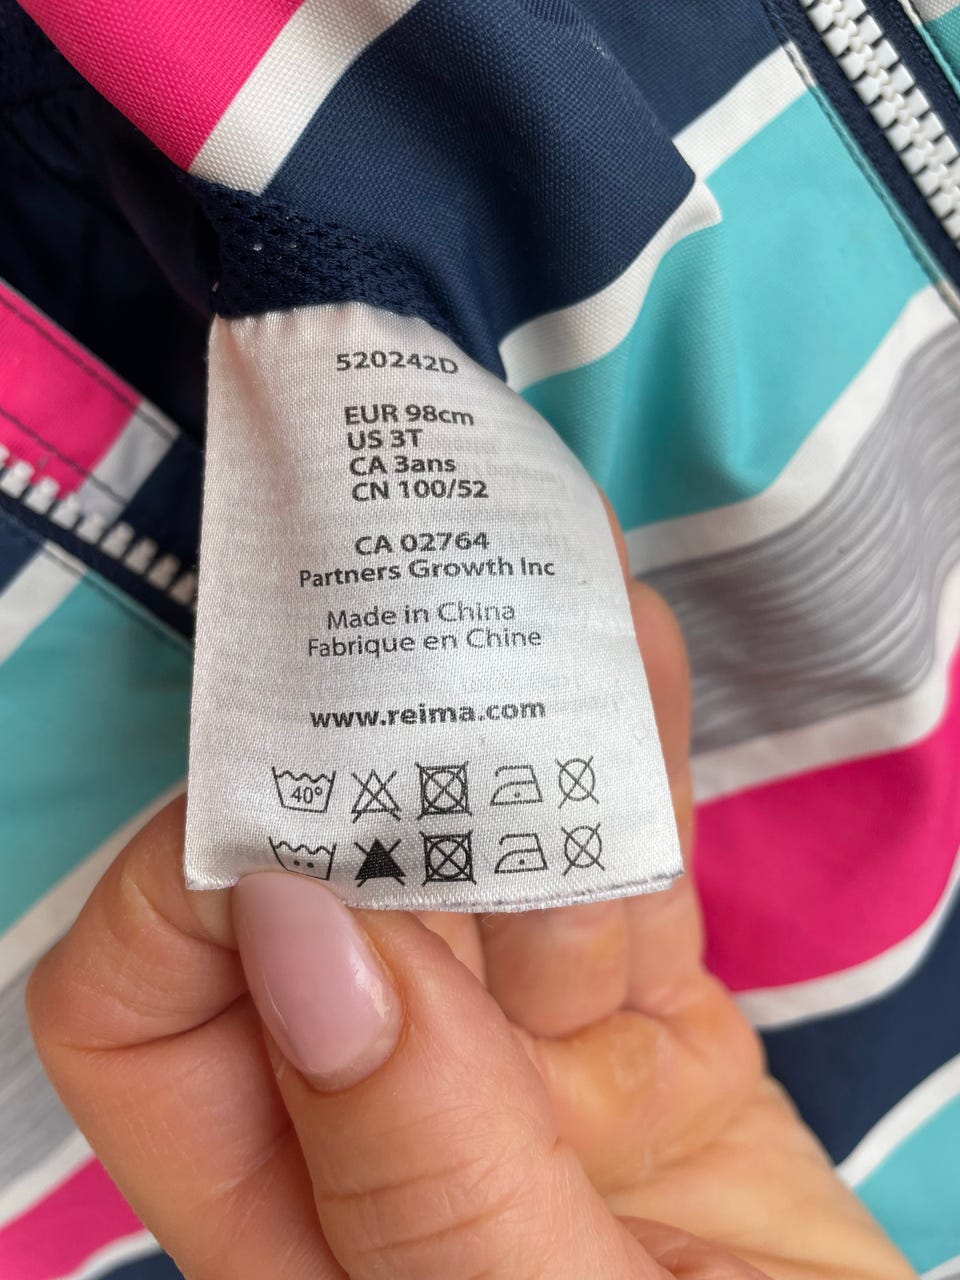 520242D
EUR 98cm
US 3T
CA 3ans
CN 100/52
CA 02764
Partners Growth Inc
Made in China
Fabrique en Chine
www.reima.com
40°